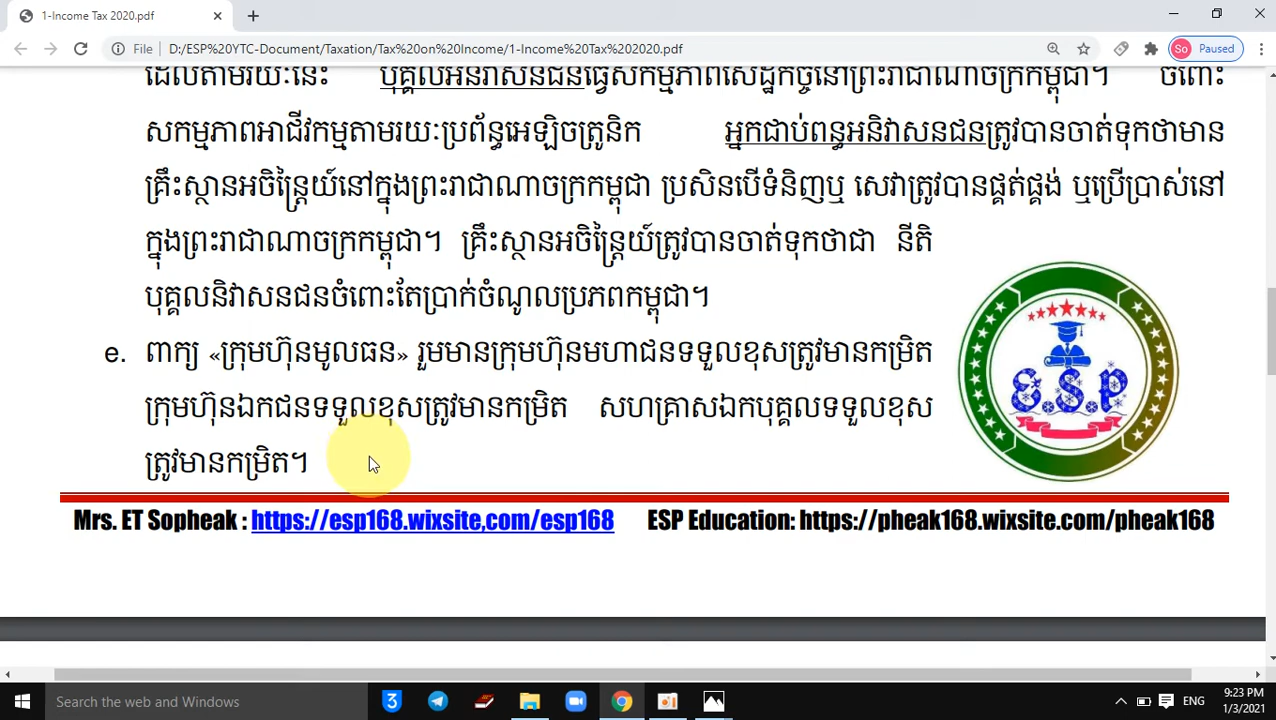 1-Income Tax 2020.pdf
File D:/ESP%20YTC-Document/Taxation/Tax%20on%20Income/1-Income%20Tax%202020.pdf
So Paused
ដែលតាមរយៈនេះ បុគ្គលអនិវាសនជនធ្វើសកម្មភាពសេដ្ឋកិច្ចនៅព្រះរាជាណាចក្រកម្ពុជា។ ចំពោះ
សកម្មភាពអាជីវកម្មតាមរយៈប្រព័ន្ធអេឡិចត្រូនិក អ្នកជាប់ពន្ធអនិវាសនជនត្រូវបានចាត់ទុកថាមាន
គ្រឹះស្ថានអចិន្ត្រៃយ៍នៅក្នុងព្រះរាជាណាចក្រកម្ពុជា ប្រសិនបើទំនិញឬ សេវាត្រូវបានផ្គត់ផ្គង់ ឬប្រើប្រាស់នៅ
ក្នុងព្រះរាជាណាចក្រកម្ពុជា។ គ្រឹះស្ថានអចិន្ត្រៃយ៍ត្រូវបានចាត់ទុកថាជា នីតិ
បុគ្គលនិវាសនជនចំពោះតែប្រាក់ចំណូលប្រភពកម្ពុជា។
e. ពាក្យ «ក្រុមហ៊ុនមូលធន» រួមមានក្រុមហ៊ុនមហាជនទទួលខុសត្រូវមានកម្រិត
ក្រុមហ៊ុនឯកជនទទួលខុសត្រូវមានកម្រិត សហគ្រាសឯកបុគ្គលទទួលខុស
ត្រូវមានកម្រិត។
E.S.P
Mrs. ET Sopheak : https://esp168.wixsite,com/esp168 ESP Education: https://pheak168.wixsite.com/pheak168
Search the web and Windows
ENG
9:23 PM
1/3/2021